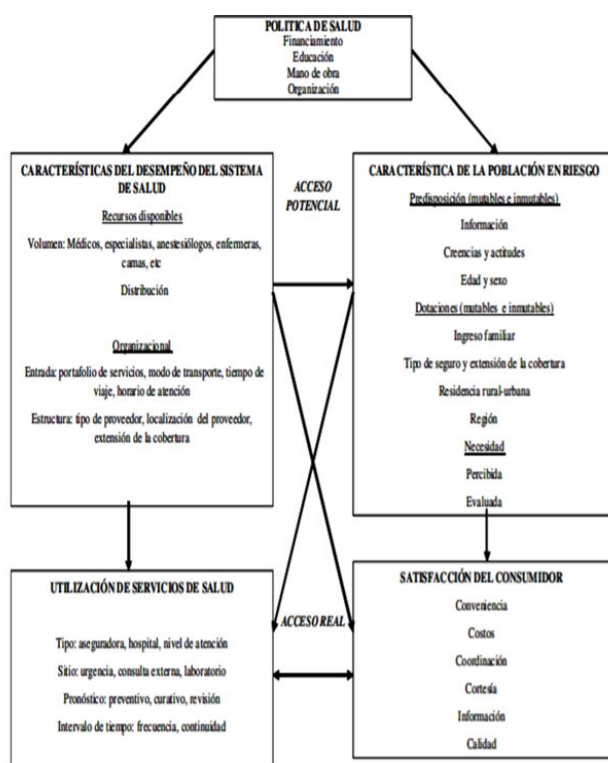 POLITICA DE SALUD
Financiamiento
Educación
Mano de obra
Organización
CARACTERÍSTICAS DEL DESEMPEÑO DEL SISTEMA
DE SALUD
Recursos disponibles
Volumen: Médicos, especialistas, anestesiólogos, enfermeras,
camas, etc
Distribución
Organizacional
Entrada: portafolio de servicios, modo de transporte, tiempo de
viaje, horario de atención
Estructura: tipo de proveedor, localización del proveedor,
extensión de la cobertura
ACCESO
POTENCIAL
CARACTERÍSTICA DE LA POBLACIÓN EN RIESGO
Predisposición (mutables e inmutables)
Información
Creencias y actitudes
Edad y sexo
Dotaciones (mutables e inmutables)
Ingreso familiar
Tipo de seguro y extensión de la cobertura
Residencia rural-urbana
Región
Necesidad
Percibida
Evaluada
UTILIZACIÓN DE SERVICIOS DE SALUD
Tipo: aseguradora, hospital, nivel de atención
Sitio: urgencia, consulta externa, laboratorio
Pronóstico: preventivo, curativo, revisión
Intervalo de tiempo: frecuencia, continuidad
ACCESO REAL
SATISFACCIÓN DEL CONSUMIDOR
Conveniencia
Costos
Coordinación
Cortesía
Información
Calidad